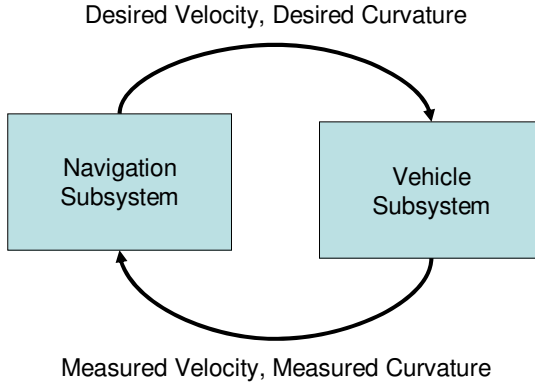 Desired Velocity, Desired Curvature
Navigation
Subsystem
Vehicle
Subsystem
Measured Velocity, Measured Curvature